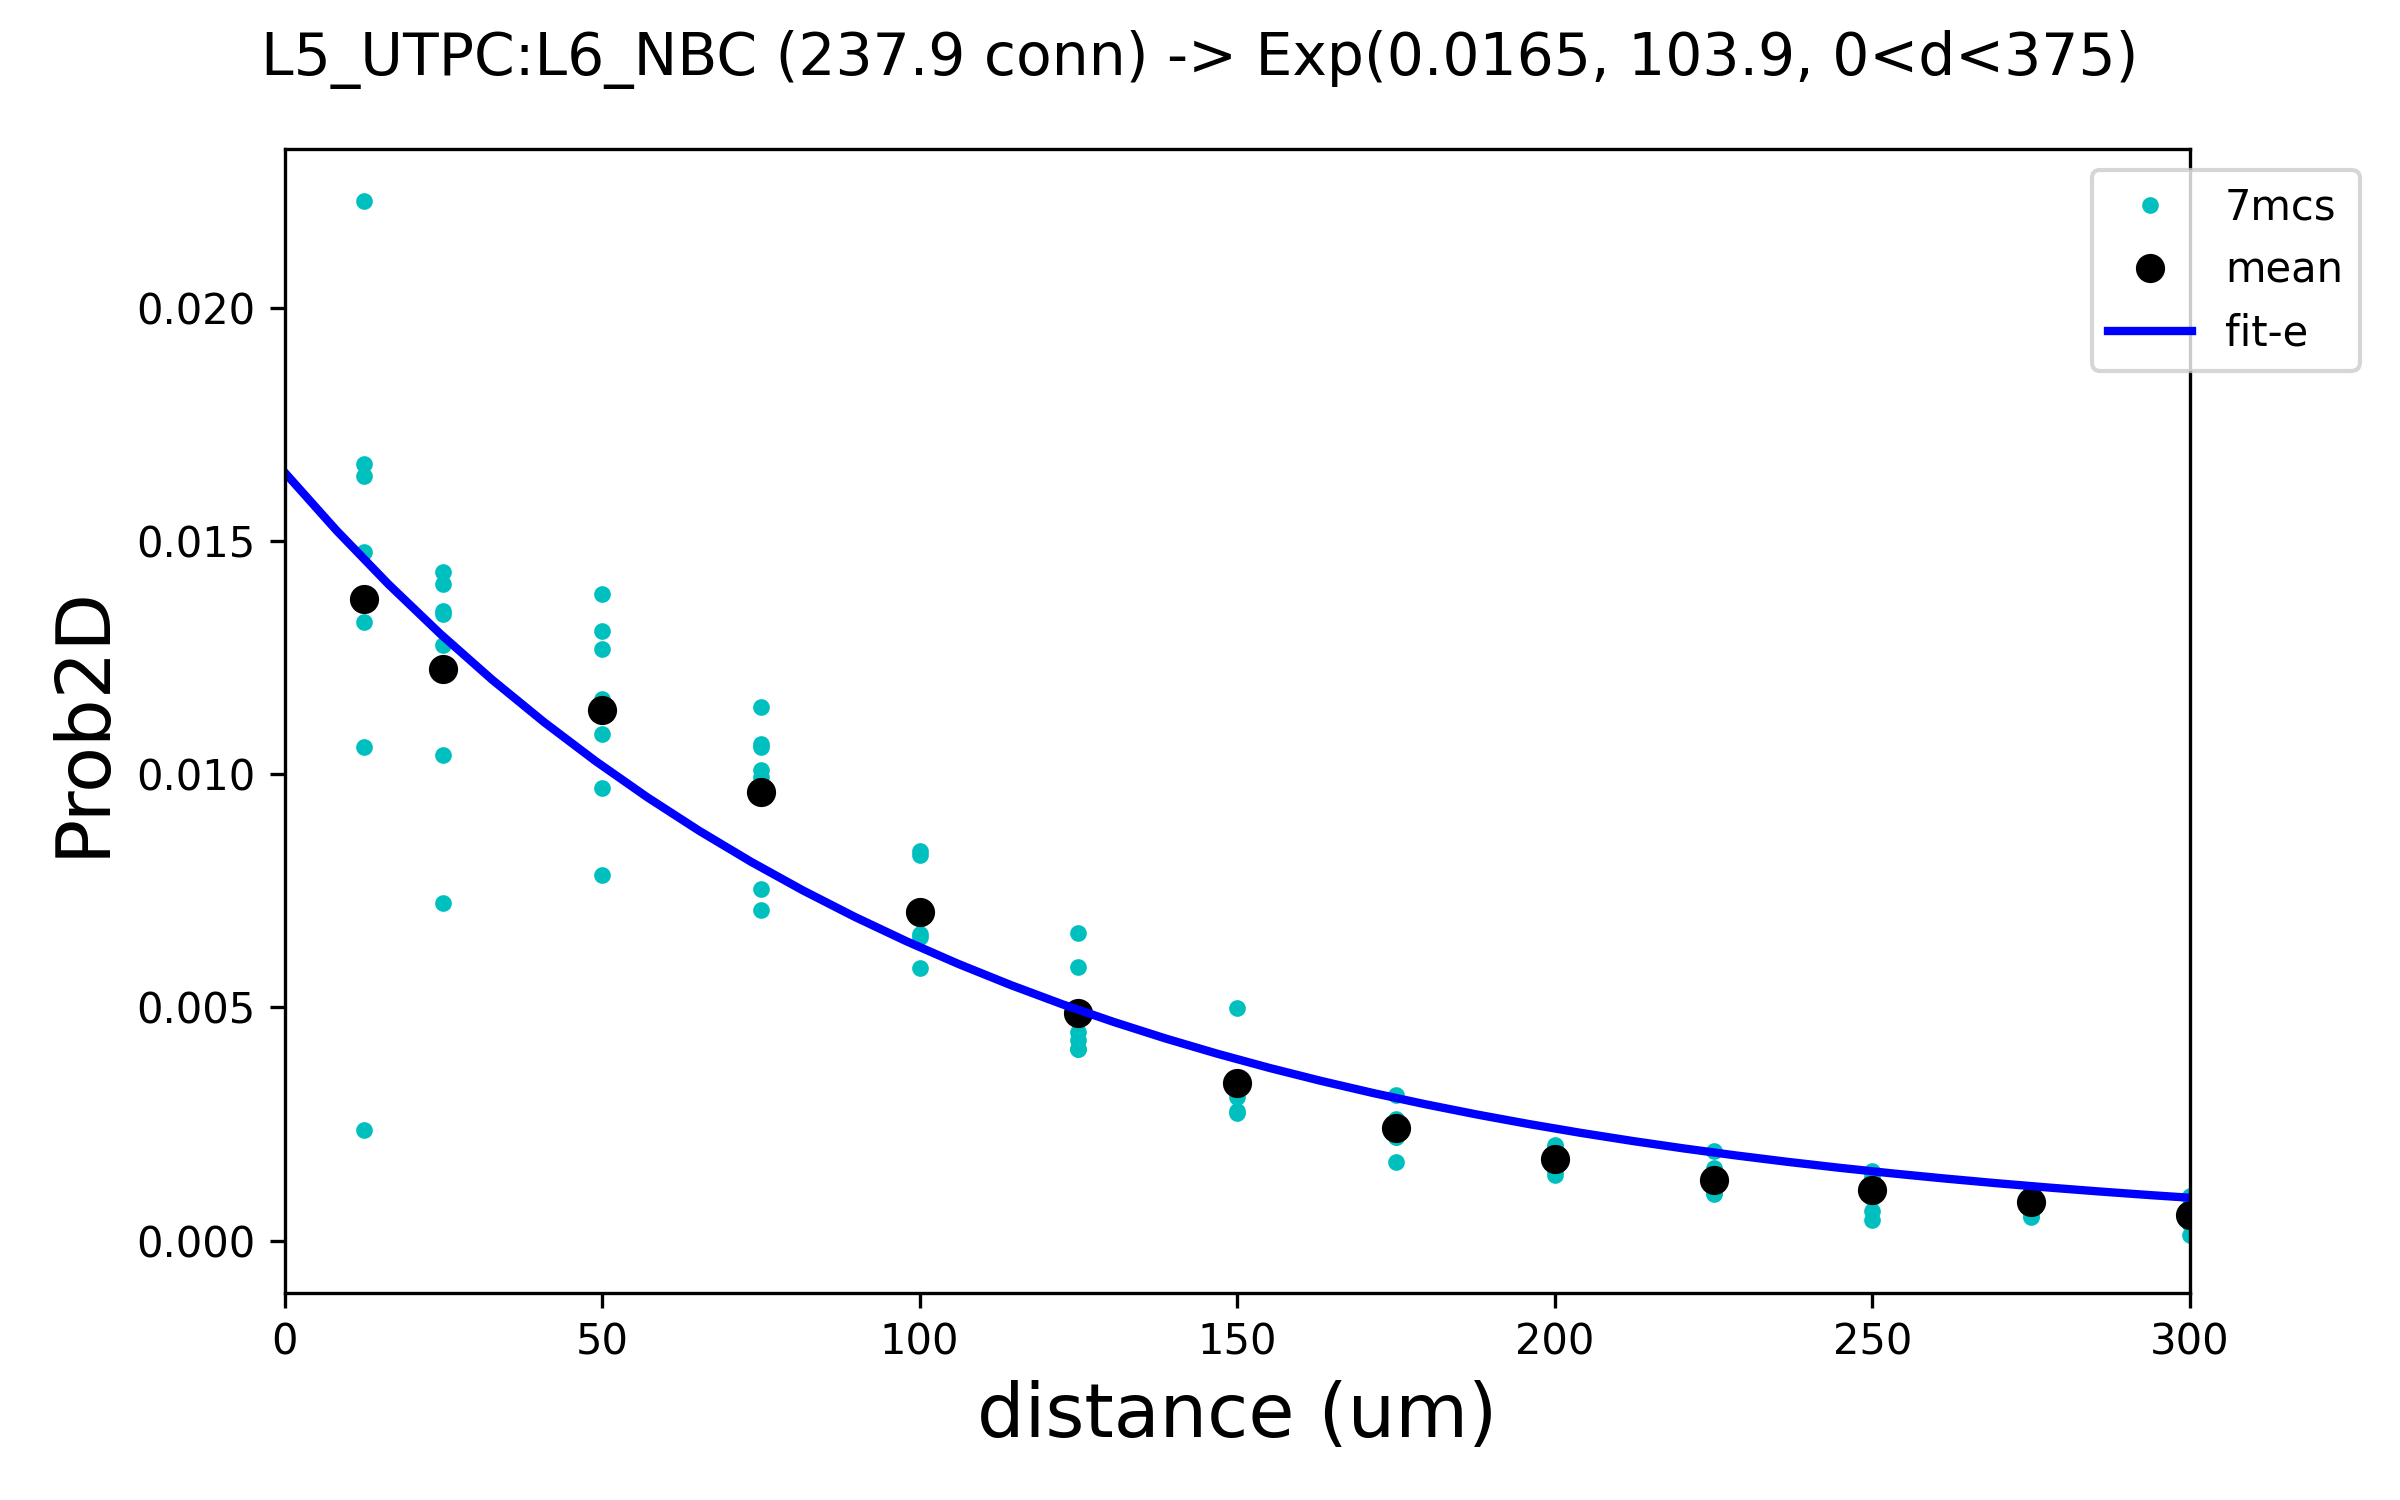 L5_UTPC:L6_NBC (237.9 conn) -> Exp(0.0165, 103.9, 0<d<375)
7mcs
mean
fit-e
0.020
0.015
0.010
0.005
0.000
Prob2D
0 50 100 150 200 250 300
distance (um)